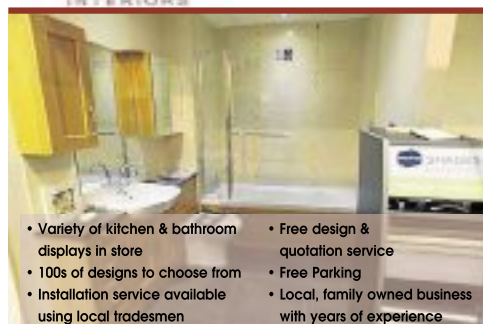 INTERIORS
• Variety of kitchen & bathroom
displays in store
• 100s of designs to choose from
• Installation service available
using local tradesmen
• Free design &
quotation service
• Free Parking
• Local, family owned business
with years of experience